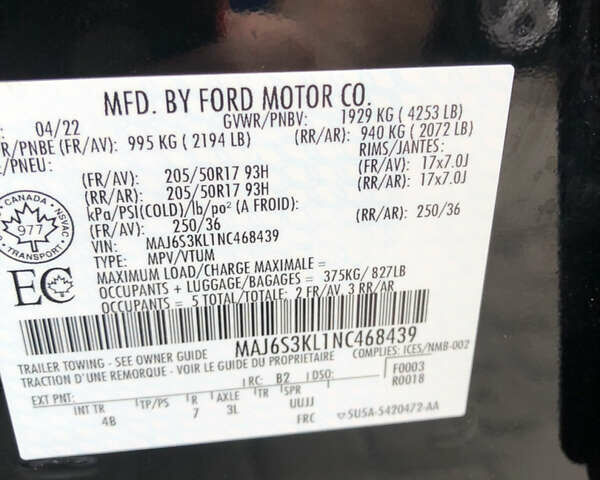 MFD. BY FORD MOTOR CO.
04/22 GVWR/PNBV: 1929 KG ( 4253 LB)
R/PNBE (FR/AV): 995 KG ( 2194 LB) (RR/AR): 940 KG ( 2072 LB)
E/PNEU: RIMS/JANTES:
(FR/AV): 205/50R17 93H (FR/AV): 17x7.0J
(RR/AR): 205/50R17 93H (RR/AR): 17x7.0J
kPa/PSI(COLD)/lb/po² (A FROID):
(FR/AV): 250/36 (RR/AR): 250/36
VIN: MAJ6S3KL1NC468439
TYPE: MPV/VTUM
MAXIMUM LOAD/CHARGE MAXIMALE =
OCCUPANTS + LUGGAGE/BAGAGES = 375KG/ 827LB
OCCUPANTS = 5 TOTAL/TOTALE: 2 FR/AV, 3 RR/AR
CANADA
NSVAC
977
TRANSPORT
EC
MAJ6S3KL1NC468439
TRAILER TOWING - SEE OWNER GUIDE
TRACTION D'UNE REMORQUE - VOIR LE GUIDE DU PROPRIETAIRE
COMPLIES: ICES/NMB-002
EXT PNT: RC: B2 DSO: F0003
R0018
INT TR TP/PS R AXLE TR SPR
4B 7 3L UUJJ
FRC 5U5A-5420472-AA